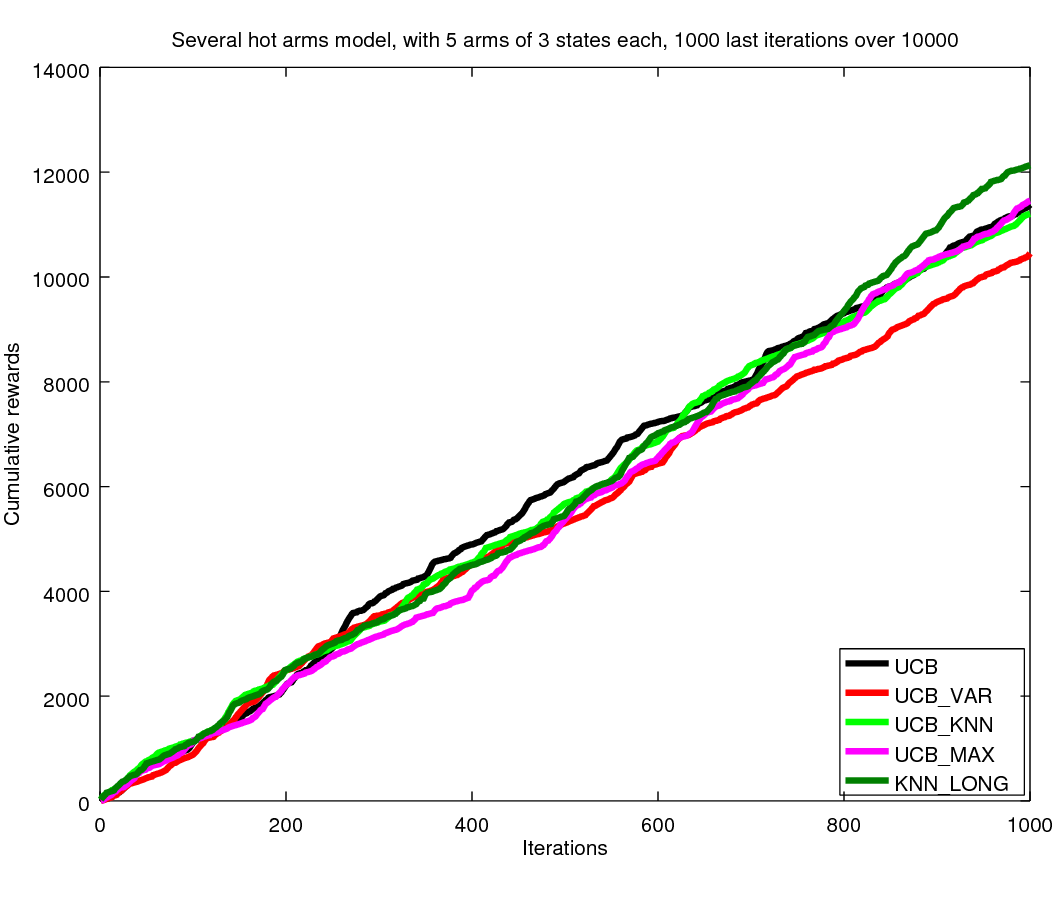 Several hot arms model, with 5 arms of 3 states each, 1000 last iterations over 10000
14000
12000
10000
8000
6000
4000
2000
0
Cumulative rewards
0 200 400 600 800 1000
Iterations
UCB
UCB_VAR
UCB_KNN
UCB_MAX
KNN_LONG